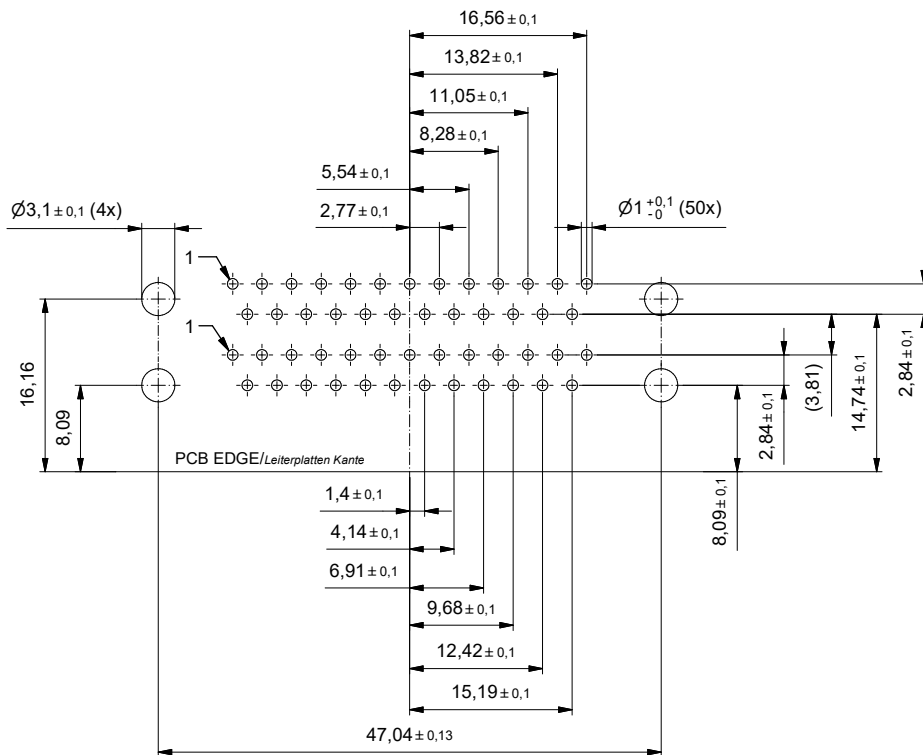 16,56 ± 0,1
13,82 ± 0,1
11,05 ± 0,1
8,28 ± 0,1
5,54 ± 0,1
2,77 ± 0,1
Ø3,1 ± 0,1 (4x)
Ø1 +0,1 -0 (50x)
1
1
16,16
8,09
2,84 ± 0,1
(3,81)
14,74 ± 0,1
2,84 ± 0,1
8,09 ± 0,1
PCB EDGE/Leiterplatten Kante
1,4 ± 0,1
4,14 ± 0,1
6,91 ± 0,1
9,68 ± 0,1
12,42 ± 0,1
15,19 ± 0,1
47,04 ± 0,13